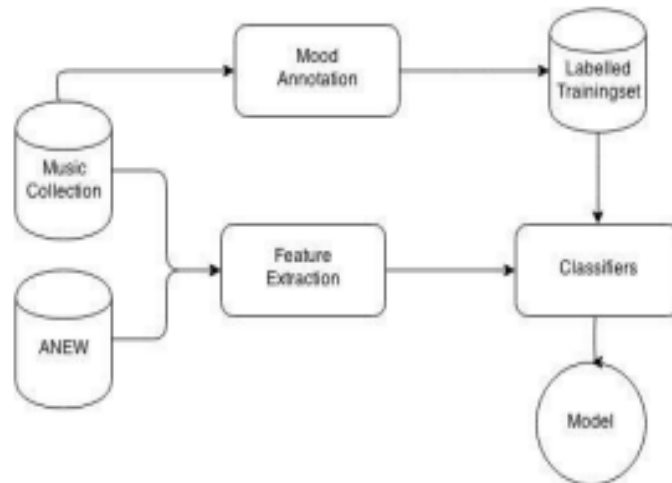 Mood
Annotation
Labelled
Trainingset
Music
Collection
Feature
Extraction
Classifiers
ANEW
Model